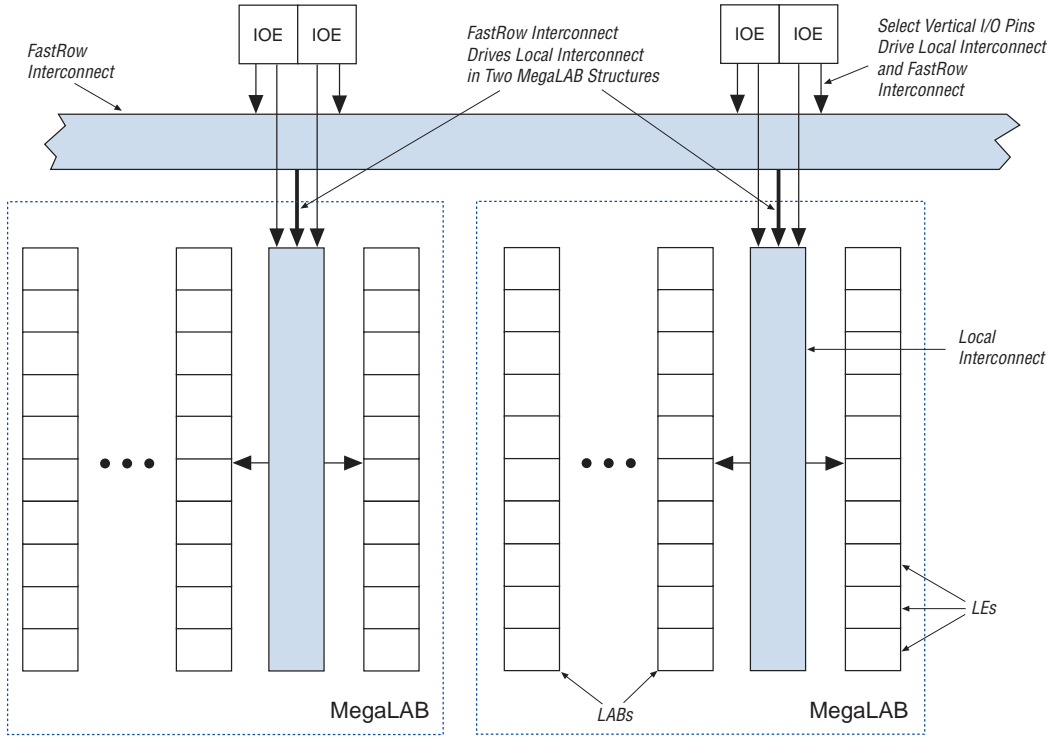 IOE IOE
IOE IOE
FastRow
Interconnect
FastRow Interconnect
Drives Local Interconnect
in Two MegaLAB Structures
Select Vertical I/O Pins
Drive Local Interconnect
and FastRow
Interconnect
Local
Interconnect
LEs
LABs
MegaLAB
MegaLAB